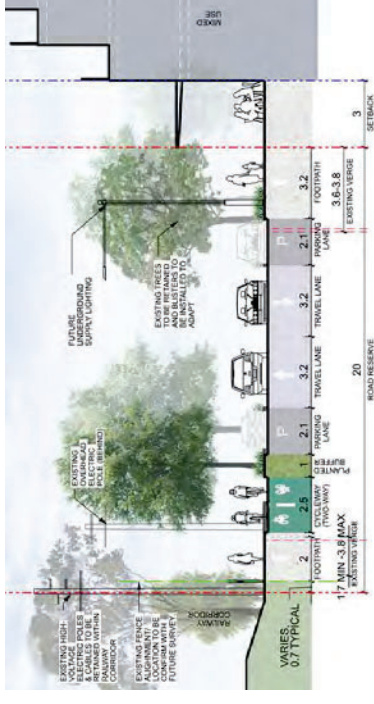 MIXED
USE
FUTURE
UNDERGROUND
SUPPLY LIGHTING
EXISTING TREES
TO BE RETAINED
AND BLISTERS TO
BE INSTALLED TO
ADAPT
EXISTING
OVERHEAD
ELECTRIC
POLE (BEHIND)
EXISTING HIGH-
VOLTAGE
ELECTRIC POLES
& CABLES TO BE
RETAINED WITHIN
RAILWAY
CORRIDOR
EXISTING FENCE
ALIGNMENT/
LOCATION TO BE
CONFIRM WITH
FUTURE SURVEY
RAILWAY
CORRIDOR
VARIES
0.7 TYPICAL
2
FOOTPATH
2.5
CYCLEWAY
(TWO-WAY)
1
PLANTED
BUFFER
P
2.1
PARKING
LANE
3.2
TRAVEL LANE
3.2
TRAVEL LANE
P
2.1
PARKING
LANE
3.2
FOOTPATH
3
SETBACK
1.7 MIN -3.8 MAX
EXISTING VERGE
3.6-3.8
EXISTING VERGE
20
ROAD RESERVE